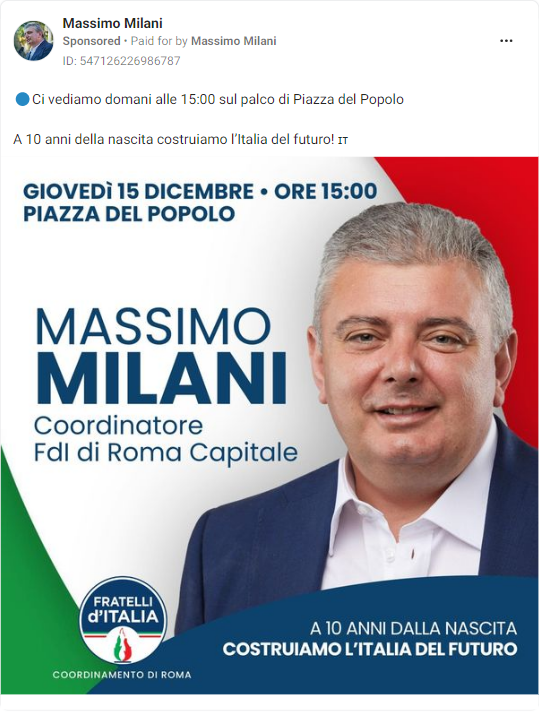 Massimo Milani
Sponsored • Paid for by Massimo Milani
ID: 547126226986787
Ci vediamo domani alle 15:00 sul palco di Piazza del Popolo
A 10 anni della nascita costruiamo l'Italia del futuro! IT
GIOVEDÌ 15 DICEMBRE • ORE 15:00
PIAZZA DEL POPOLO
MASSIMO
MILANI
Coordinatore
FdI di Roma Capitale
FRATELLI
d'ITALIA
COORDINAMENTO DI ROMA
A 10 ANNI DALLA NASCITA
COSTRUIAMO L'ITALIA DEL FUTURO